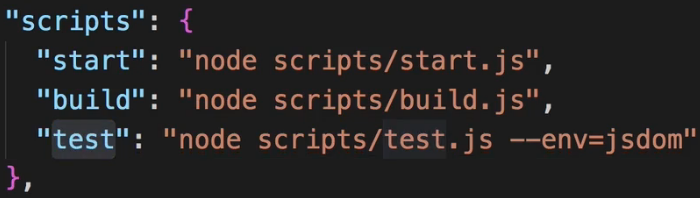 "scripts": {
"start": "node scripts/start.js",
"build": "node scripts/build.js",
"test": "node scripts/test.js --env=jsdom"
},